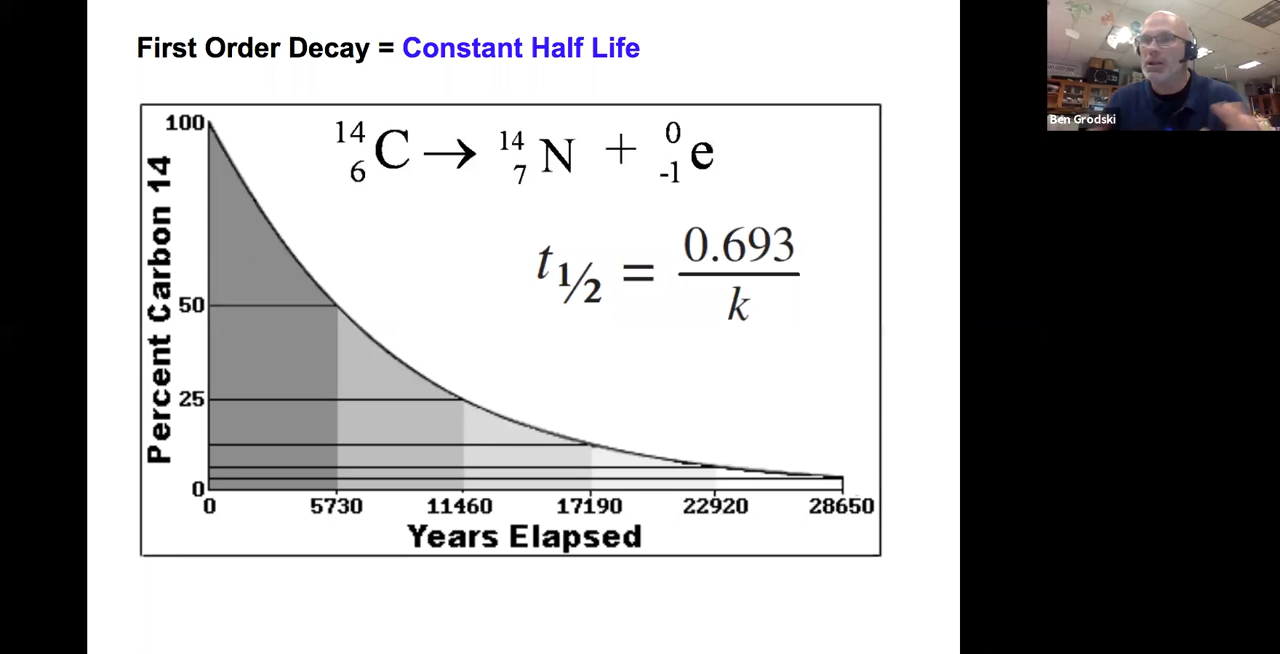 First Order Decay = Constant Half Life
Ben Grodski
14 6 C → 14 7 N + 0 -1 e
t 1/2 = 0.693 / k
Percent Carbon 14
100
50
25
0
0 5730 11460 17190 22920 28650
Years Elapsed